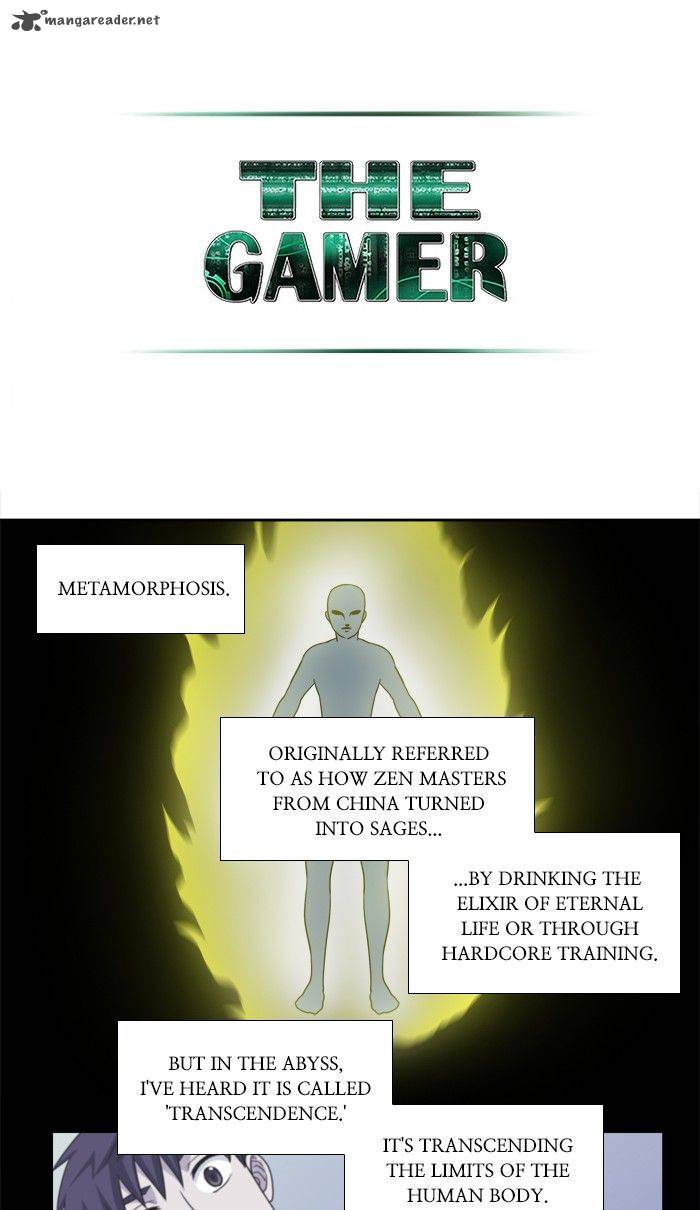 mangareader.net
THE
GAMER
METAMORPHOSIS.
ORIGINALLY REFERRED
TO AS HOW ZEN MASTERS
FROM CHINA TURNED
INTO SAGES...
...BY DRINKING THE
ELIXIR OF ETERNAL
LIFE OR THROUGH
HARDCORE TRAINING.
BUT IN THE ABYSS,
I'VE HEARD IT IS CALLED
'TRANSCENDENCE.'
IT'S TRANSCENDING
THE LIMITS OF THE
HUMAN BODY.